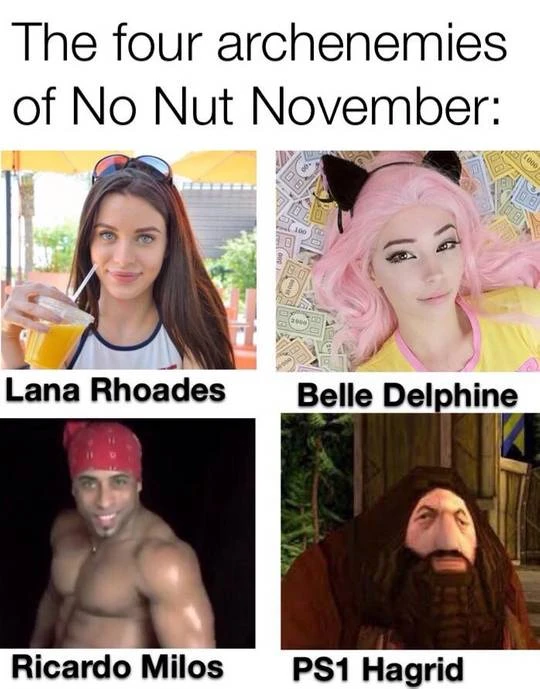 The four archenemies
of No Nut November:
Lana Rhoades
Belle Delphine
Ricardo Milos
PS1 Hagrid